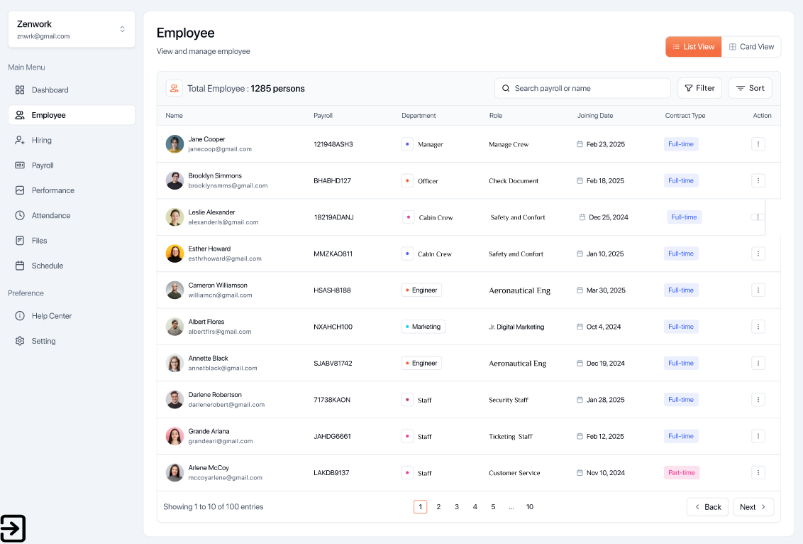 Zenwork
znwrk@gmail.com
Main Menu
Dashboard
Employee
Hiring
Payroll
Performance
Attendance
Files
Schedule
Preference
Help Center
Setting
Employee
View and manage employee
List View Card View
Total Employee : 1285 persons Search payroll or name Filter Sort
Name Payroll Department Role Joining Date Contract Type Action
Jane Cooper
janecoop@gmail.com 121948ASH3 Manager Manage Crew Feb 23, 2025 Full-time
Brooklyn Simmons
brooklynsmms@gmail.com BHABHD127 Officer Check Document Feb 18, 2025 Full-time
Leslie Alexander
alexanderls@gmail.com 18219ADANJ Cabin Crew Safety and Confort Dec 25, 2024 Full-time
Esther Howard
esthrhoward@gmail.com MMZKAO611 Cabin Crew Safety and Confort Jan 10, 2025 Full-time
Cameron Williamson
williamcn@gmail.com HSASH8188 Engineer Aeronautical Eng Mar 30, 2025 Full-time
Albert Flores
albertflrs@gmail.com NXAHCH100 Marketing Jr. Digital Marketing Oct 4, 2024 Full-time
Annette Black
annetblack@gmail.com SJABV81742 Engineer Aeronautical Eng Dec 19, 2024 Full-time
Darlene Robertson
darlenerobert@gmail.com 71738KAON Staff Security Staff Jan 28, 2025 Full-time
Grande Ariana
grandeari@gmail.com JAHDG6661 Staff Ticketing Staff Feb 12, 2025 Full-time
Arlene McCoy
mccoyarlene@gmail.com LAKDB9137 Staff Customer Service Nov 10, 2024 Part-time
Showing 1 to 10 of 100 entries 1 2 3 4 5 ... 10 Back Next